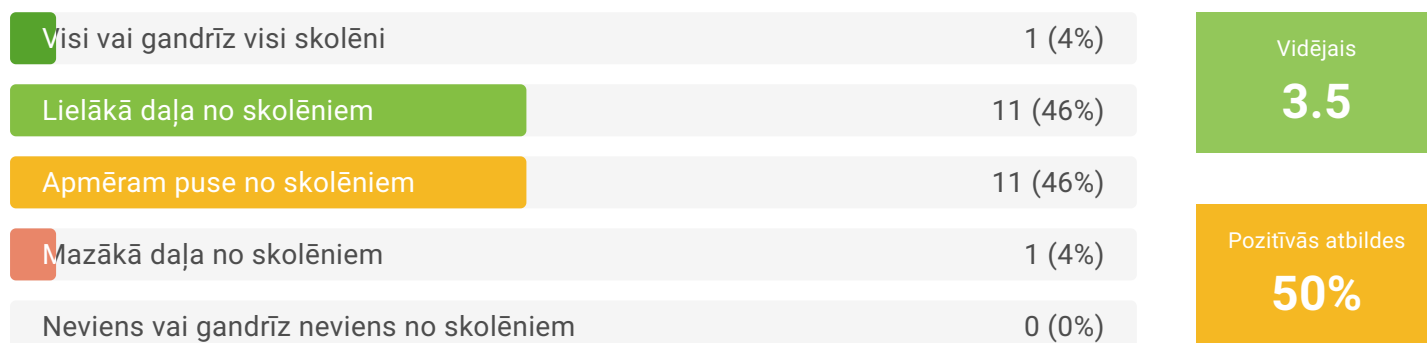 Visi vai gandrīz visi skolēni 1 (4%)
Lielākā daļa no skolēniem 11 (46%)
Apmēram puse no skolēniem 11 (46%)
Mazākā daļa no skolēniem 1 (4%)
Neviens vai gandrīz neviens no skolēniem 0 (0%)
Vidējais
3.5
Pozitīvās atbildes
50%